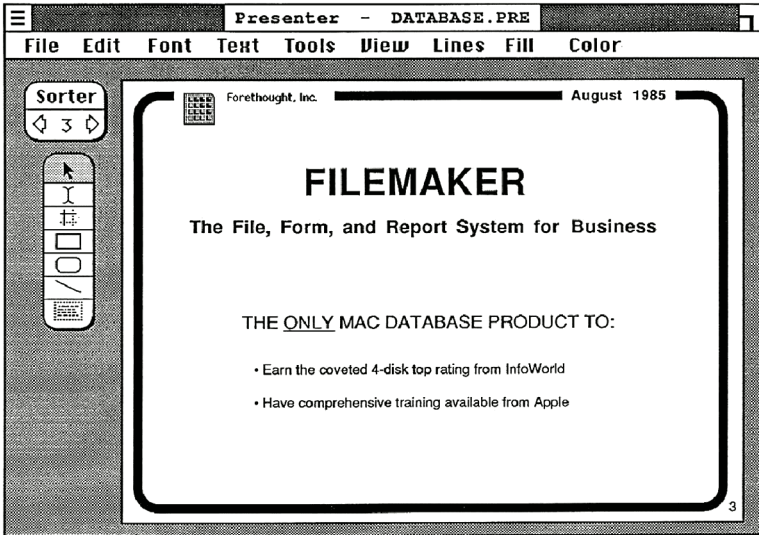 Presenter - DATABASE.PRE
File Edit Font Text Tools View Lines Fill Color
Sorter
3
Forethought, Inc.
August 1985
FILEMAKER
The File, Form, and Report System for Business
THE ONLY MAC DATABASE PRODUCT TO:
• Earn the coveted 4-disk top rating from InfoWorld
• Have comprehensive training available from Apple
3